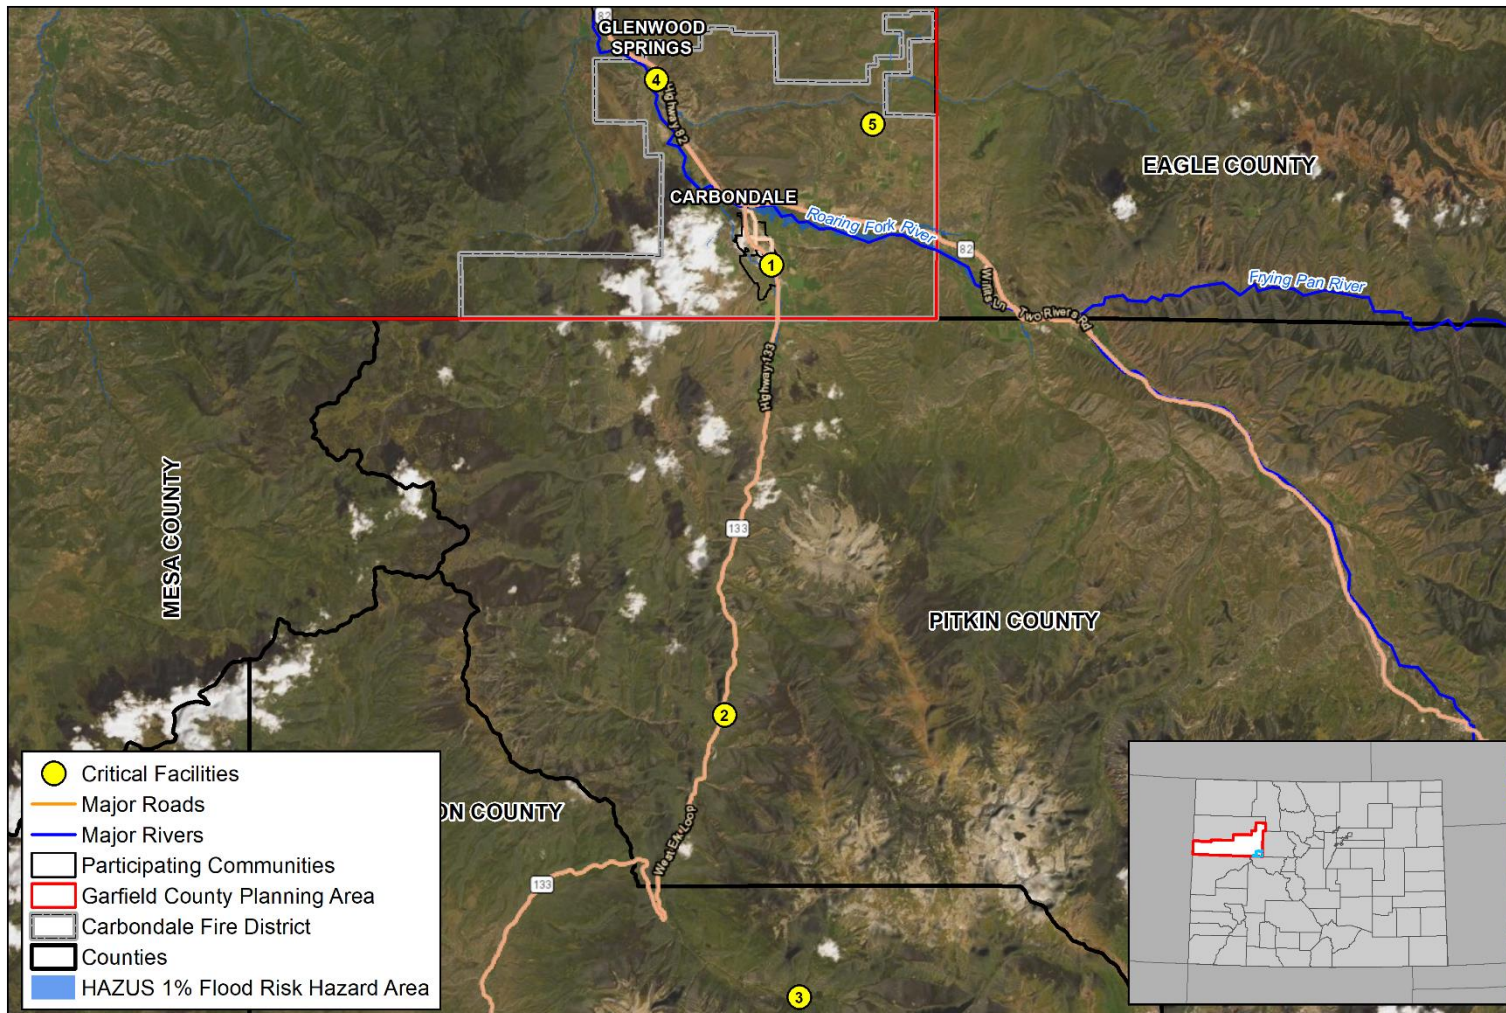 82
GLENWOOD
SPRINGS
4
Highway 82
5
EAGLE COUNTY
CARBONDALE
Roaring Fork River
82
1
Willits Ln
Two Rivers Rd
Frying Pan River
Highway 133
MESA COUNTY
133
PITKIN COUNTY
2
ON COUNTY
West Elk Loop
133
3
Critical Facilities
Major Roads
Major Rivers
Participating Communities
Garfield County Planning Area
Carbondale Fire District
Counties
HAZUS 1% Flood Risk Hazard Area